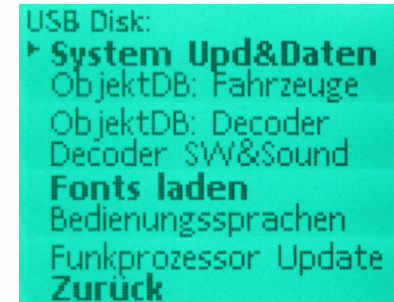 USB Disk:
System Upd&Daten
ObjektDB: Fahrzeuge
ObjektDB: Decoder
Decoder SW&Sound
Fonts laden
Bedienungssprachen
Funkprozessor Update
Zurück